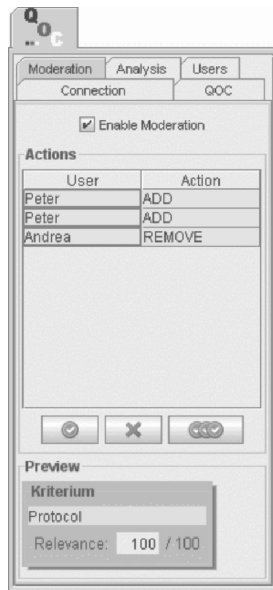 QOC
Moderation Analysis Users
Connection QOC
Enable Moderation
Actions
User Action
Peter ADD
Peter ADD
Andrea REMOVE
Preview
Kriterium
Protocol
Relevance: 100 / 100